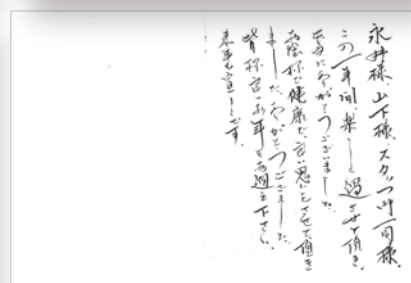 永井様、山下様、スタッフ一同様、
この一年間、楽しく過させて頂き、
本当にありがとうございました。
お陰様で健康で、良い思いをさせて頂き
ました。ありがとうございました。
皆様、良いお年をお過し下さい。
来年も宜しくです。